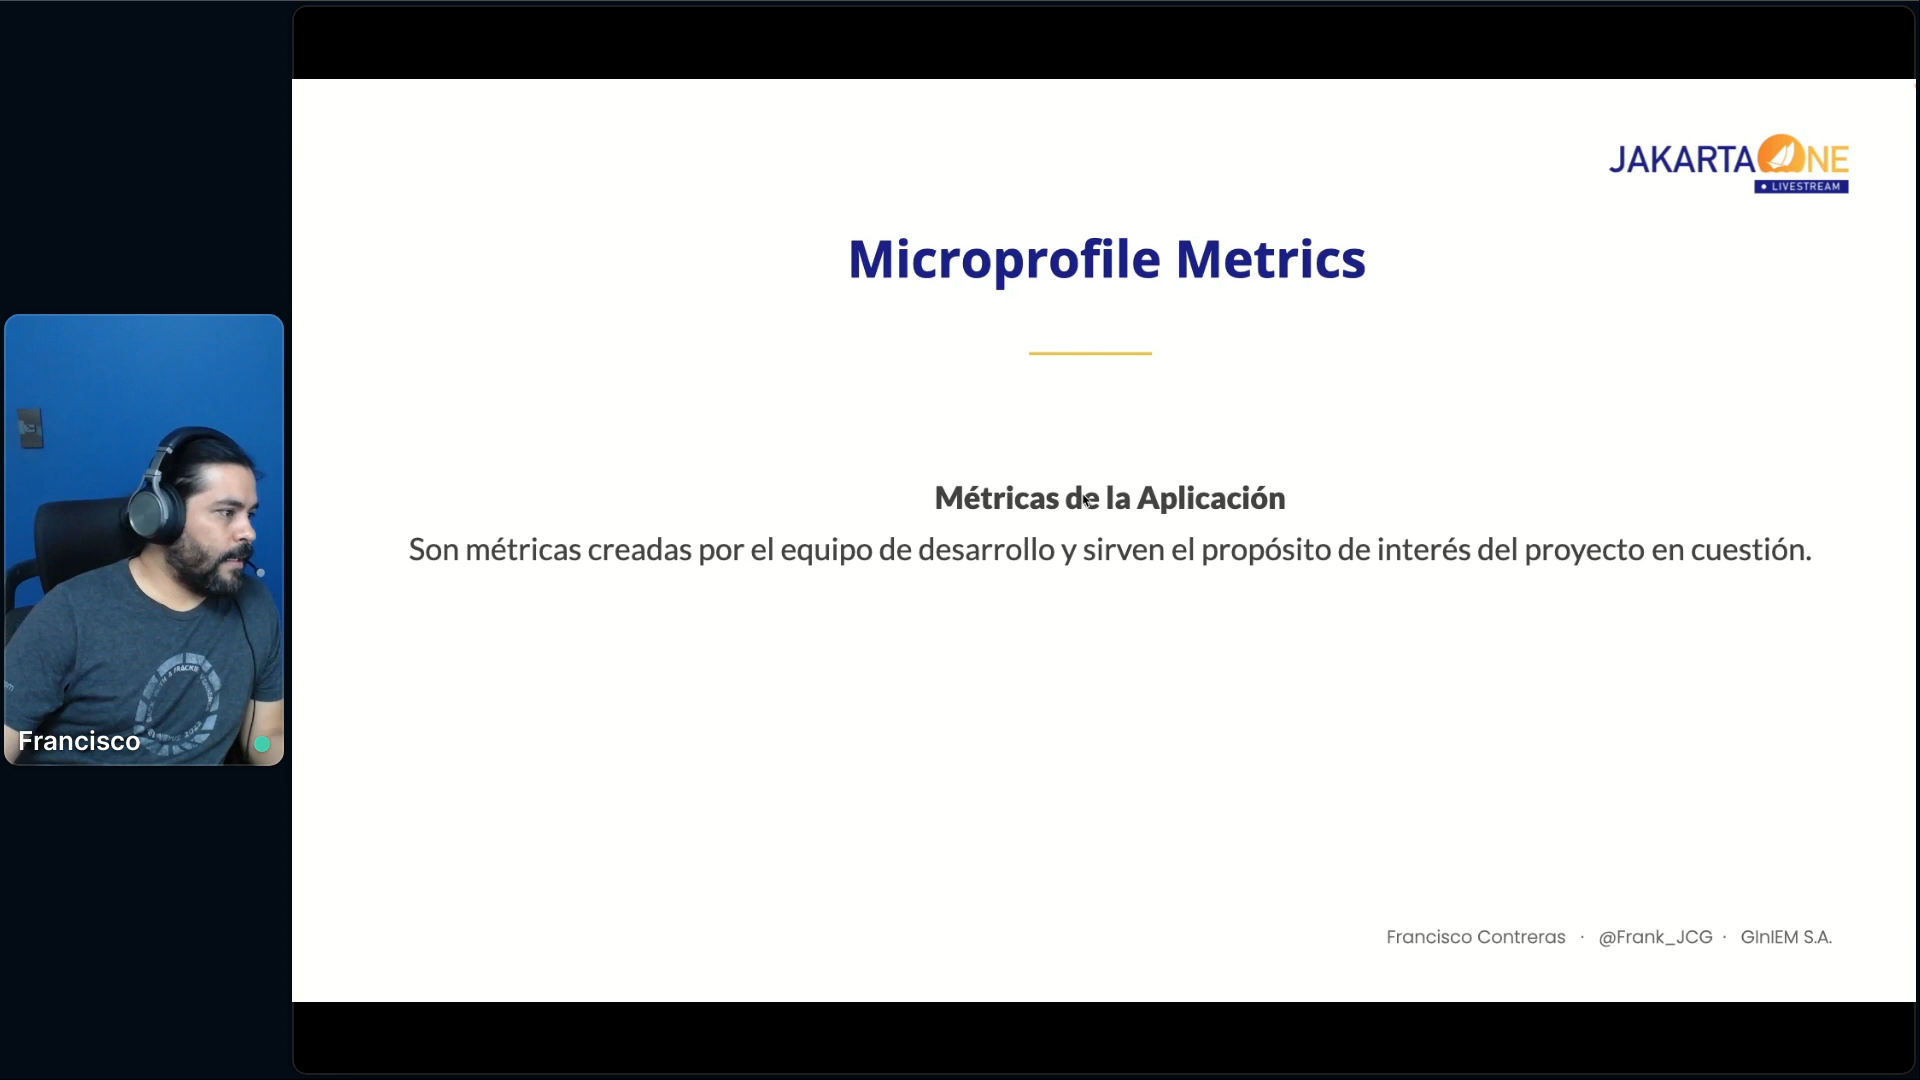 JAKARTA ONE
LIVESTREAM
Microprofile Metrics
Métricas de la Aplicación
Son métricas creadas por el equipo de desarrollo y sirven el propósito de interés del proyecto en cuestión.
Francisco
Francisco Contreras · @Frank_JCG · GInIEM S.A.